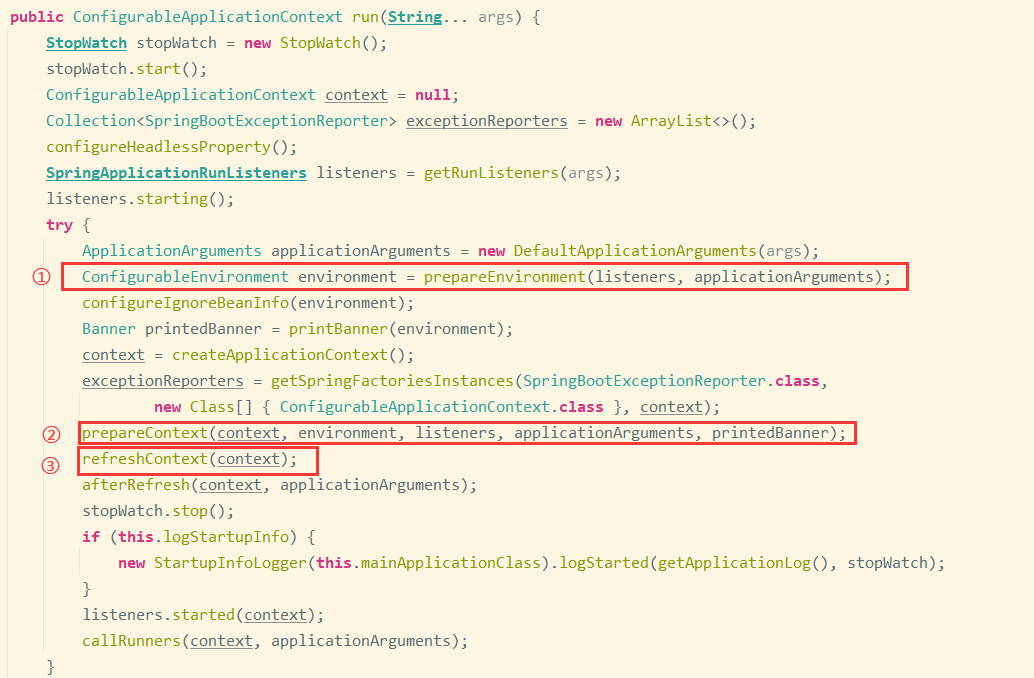 public ConfigurableApplicationContext run(String... args) {
StopWatch stopWatch = new StopWatch();
stopWatch.start();
ConfigurableApplicationContext context = null;
Collection<SpringBootExceptionReporter> exceptionReporters = new ArrayList<>();
configureHeadlessProperty();
SpringApplicationRunListeners listeners = getRunListeners(args);
listeners.starting();
try {
ApplicationArguments applicationArguments = new DefaultApplicationArguments(args);
① ConfigurableEnvironment environment = prepareEnvironment(listeners, applicationArguments);
configureIgnoreBeanInfo(environment);
Banner printedBanner = printBanner(environment);
context = createApplicationContext();
exceptionReporters = getSpringFactoriesInstances(SpringBootExceptionReporter.class,
new Class[] { ConfigurableApplicationContext.class }, context);
② prepareContext(context, environment, listeners, applicationArguments, printedBanner);
③ refreshContext(context);
afterRefresh(context, applicationArguments);
stopWatch.stop();
if (this.logStartupInfo) {
new StartupInfoLogger(this.mainApplicationClass).logStarted(getApplicationLog(), stopWatch);
}
listeners.started(context);
callRunners(context, applicationArguments);
}